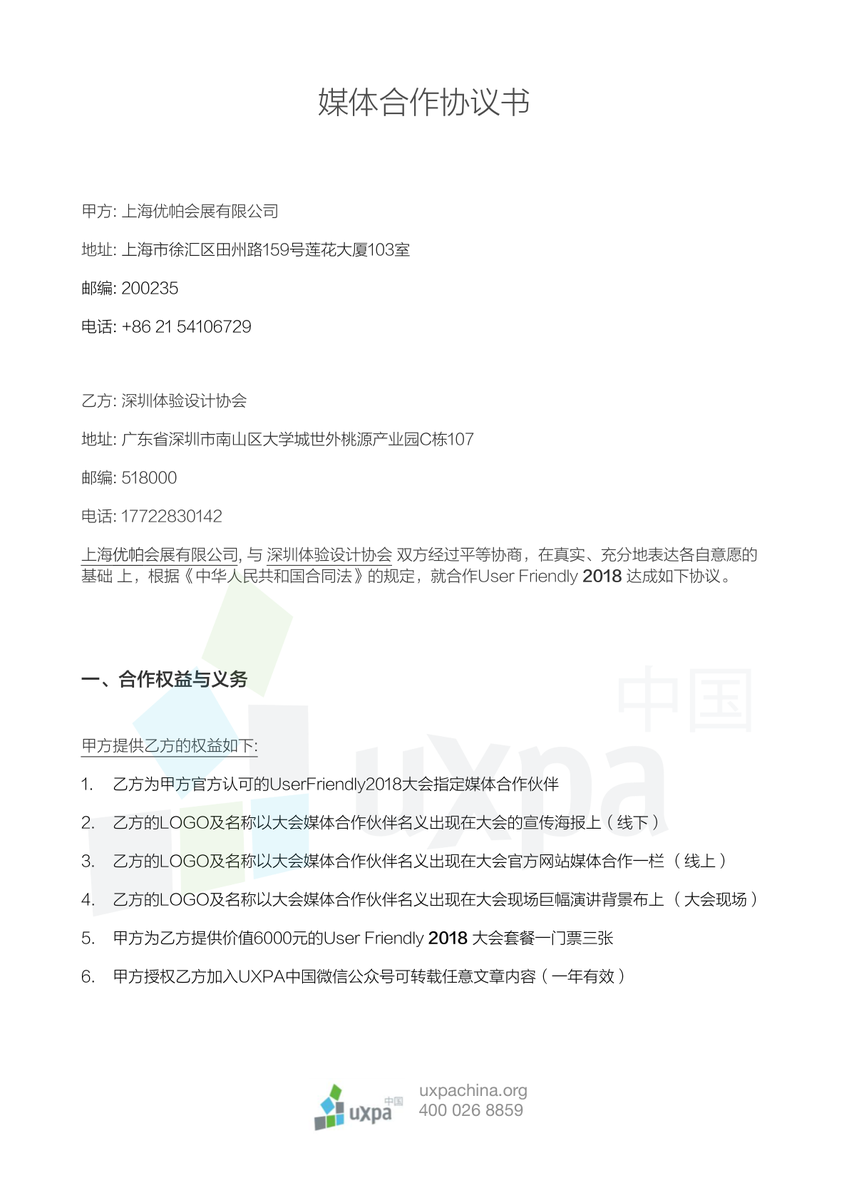 媒体合作协议书
甲方: 上海优帕会展有限公司
地址: 上海市徐汇区田州路159号莲花大厦103室
邮编: 200235
电话: +86 21 54106729
乙方: 深圳体验设计协会
地址: 广东省深圳市南山区大学城世外桃源产业园C栋107
邮编: 518000
电话: 17722830142
上海优帕会展有限公司, 与 深圳体验设计协会 双方经过平等协商，在真实、充分地表达各自意愿的
基础 上，根据《中华人民共和国合同法》的规定，就合作User Friendly 2018 达成如下协议。
一、合作权益与义务
中国
uxpa
甲方提供乙方的权益如下:
1. 乙方为甲方官方认可的UserFriendly2018大会指定媒体合作伙伴
2. 乙方的LOGO及名称以大会媒体合作伙伴名义出现在大会的宣传海报上（线下）
3. 乙方的LOGO及名称以大会媒体合作伙伴名义出现在大会官方网站媒体合作一栏 （线上）
4. 乙方的LOGO及名称以大会媒体合作伙伴名义出现在大会现场巨幅演讲背景布上 （大会现场）
5. 甲方为乙方提供价值6000元的User Friendly 2018 大会套餐一门票三张
6. 甲方授权乙方加入UXPA中国微信公众号可转载任意文章内容（一年有效）
uxpa中国
uxpachina.org
400 026 8859